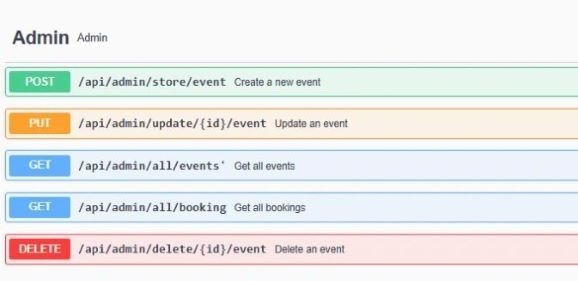 Admin Admin
POST /api/admin/store/event Create a new event
PUT /api/admin/update/{id}/event Update an event
GET /api/admin/all/events' Get all events
GET /api/admin/all/booking Get all bookings
DELETE /api/admin/delete/{id}/event Delete an event